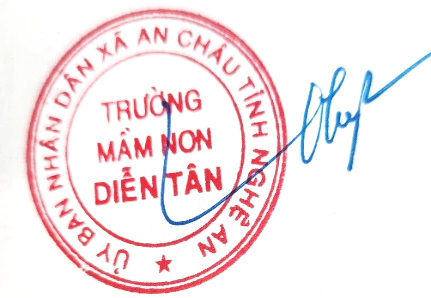 ỦY BAN NHÂN DÂN XÃ AN CHÂU TỈNH NGHỆ AN
TRƯỜNG
MẦM NON
DIỄN TÂN